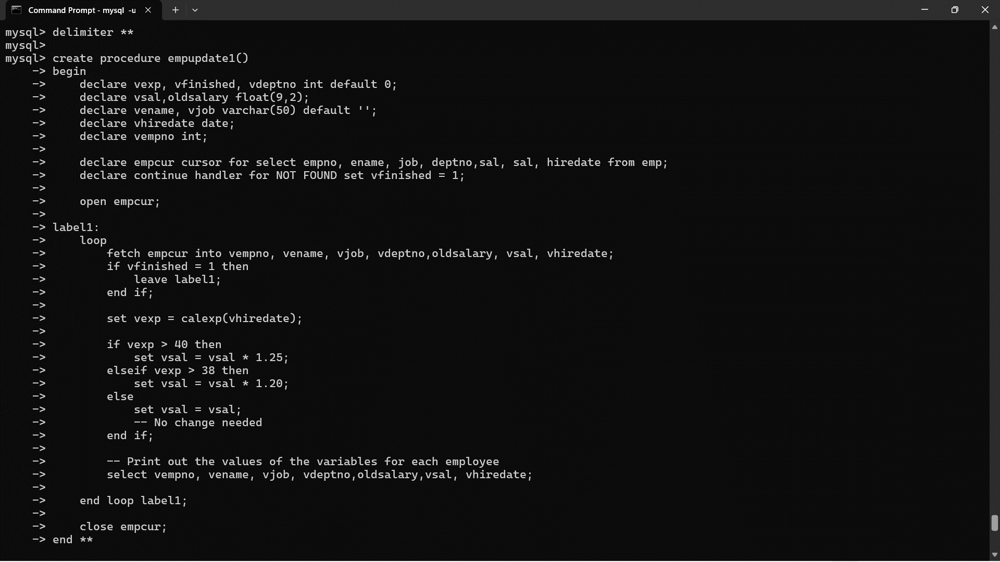 Command Prompt - mysql -u
mysql> delimiter **
mysql>
mysql> create procedure empupdate1()
    -> begin
    ->     declare vexp, vfinished, vdeptno int default 0;
    ->     declare vsal,oldsalary float(9,2);
    ->     declare vename, vjob varchar(50) default '';
    ->     declare vhiredate date;
    ->     declare vempno int;
    ->
    ->     declare empcur cursor for select empno, ename, job, deptno,sal, sal, hiredate from emp;
    ->     declare continue handler for NOT FOUND set vfinished = 1;
    ->
    ->     open empcur;
    ->
    -> label1:
    ->     loop
    ->         fetch empcur into vempno, vename, vjob, vdeptno,oldsalary, vsal, vhiredate;
    ->         if vfinished = 1 then
    ->             leave label1;
    ->         end if;
    ->
    ->         set vexp = calexp(vhiredate);
    ->
    ->         if vexp > 40 then
    ->             set vsal = vsal * 1.25;
    ->         elseif vexp > 38 then
    ->             set vsal = vsal * 1.20;
    ->         else
    ->             set vsal = vsal;
    ->             -- No change needed
    ->         end if;
    ->
    ->         -- Print out the values of the variables for each employee
    ->         select vempno, vename, vjob, vdeptno,oldsalary,vsal, vhiredate;
    ->
    ->     end loop label1;
    ->
    ->     close empcur;
    -> end **